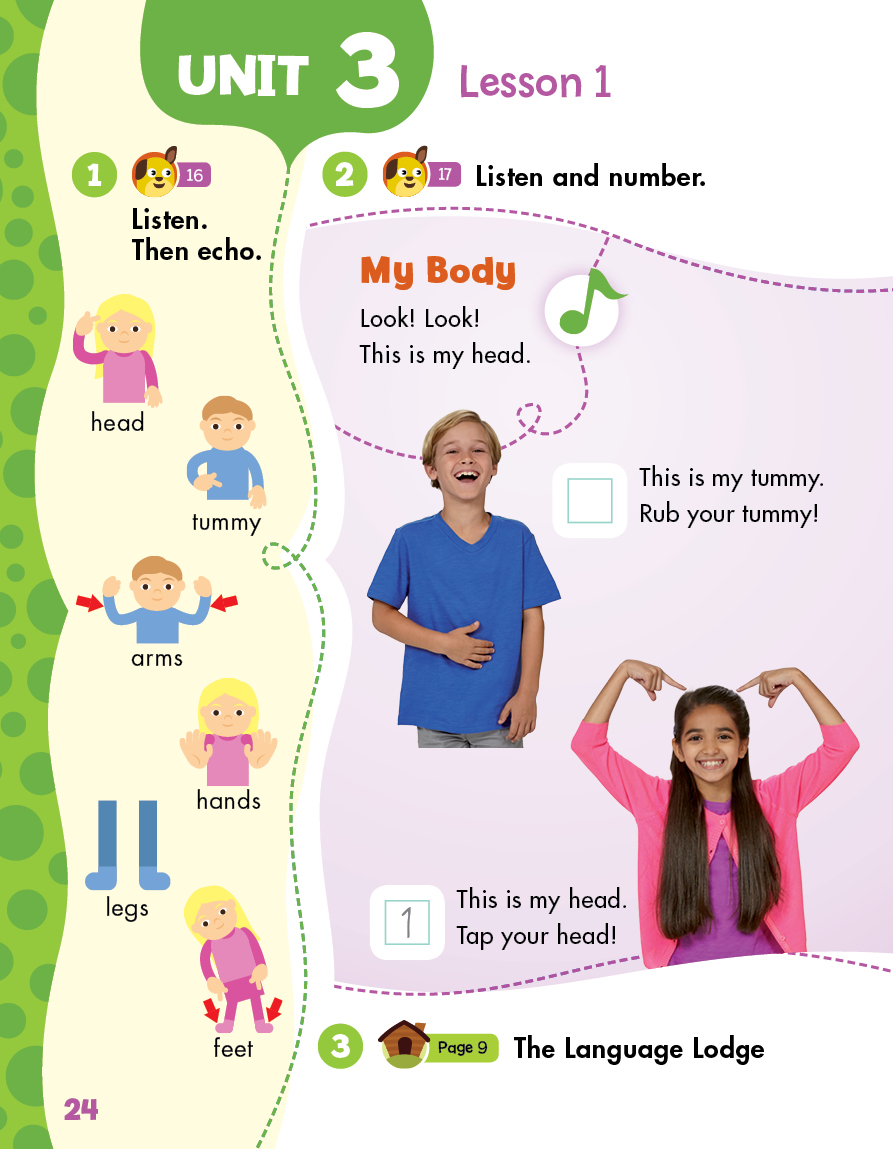 UNIT 3
Lesson 1
1
16
Listen.
Then echo.
head
tummy
arms
hands
legs
feet
2
17
Listen and number.
My Body
Look! Look!
This is my head.
This is my tummy.
Rub your tummy!
1
This is my head.
Tap your head!
3
Page 9
The Language Lodge
24